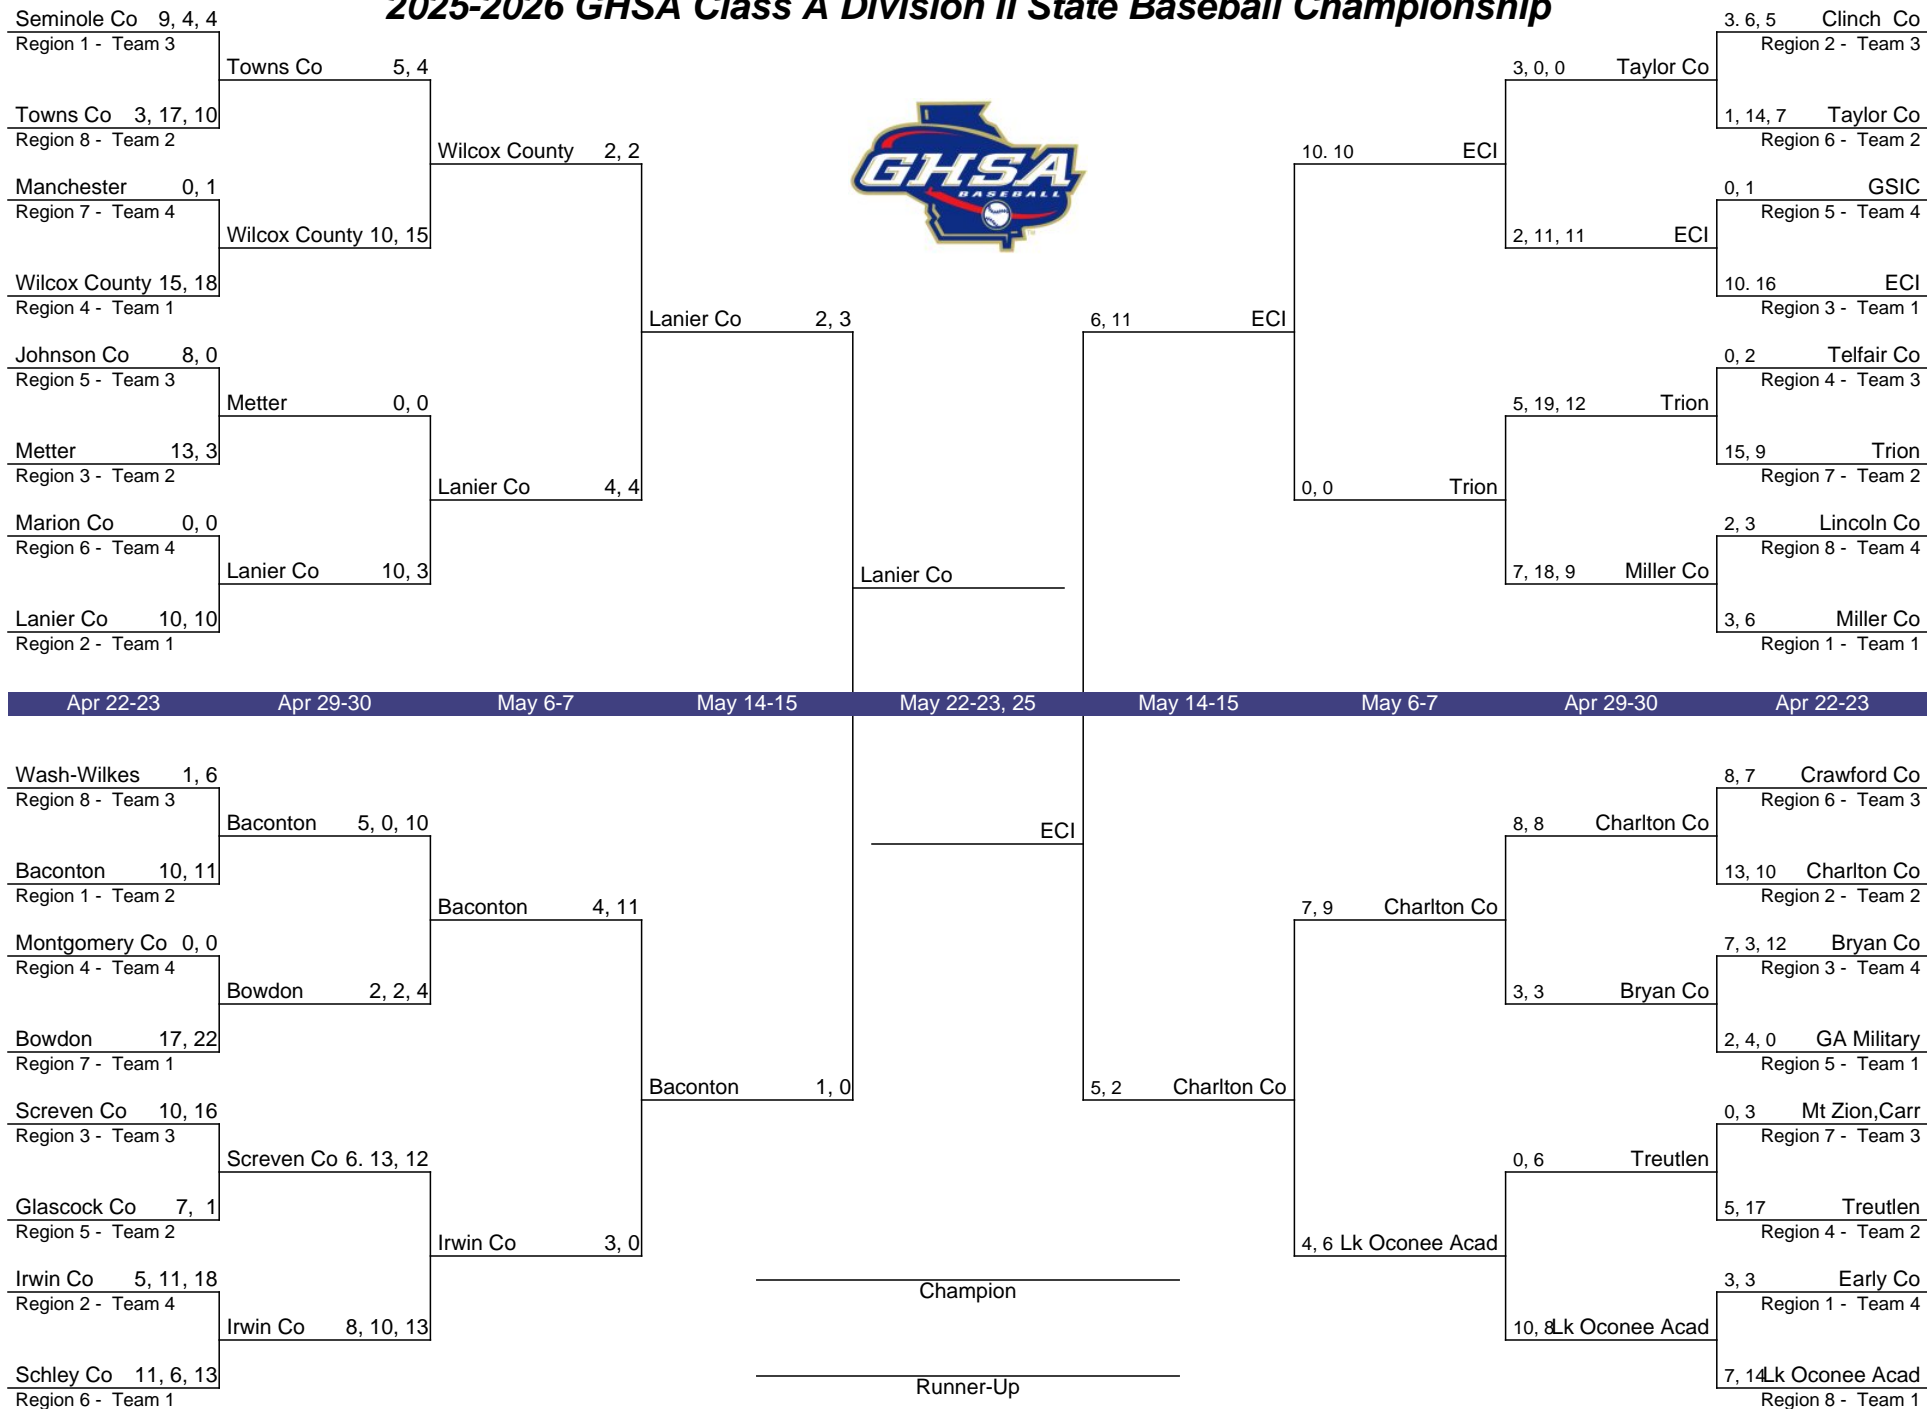 2025-2026 GHSA Class A Division II State Baseball Championship
Seminole Co 9, 4, 4
Region 1 - Team 3
Towns Co 5, 4
Towns Co 3, 17, 10
Region 8 - Team 2
Wilcox County 2, 2
Manchester 0, 1
Region 7 - Team 4
Wilcox County 10, 15
Wilcox County 15, 18
Region 4 - Team 1
Lanier Co 2, 3
Johnson Co 8, 0
Region 5 - Team 3
Metter 0, 0
Metter 13, 3
Region 3 - Team 2
Lanier Co 4, 4
Marion Co 0, 0
Region 6 - Team 4
Lanier Co 10, 3
Lanier Co 10, 10
Region 2 - Team 1
Lanier Co
GHSA
BASEBALL
3. 6, 5 Clinch Co
Region 2 - Team 3
3, 0, 0 Taylor Co
1, 14, 7 Taylor Co
Region 6 - Team 2
10. 10 ECI
0, 1 GSIC
Region 5 - Team 4
2, 11, 11 ECI
10. 16 ECI
Region 3 - Team 1
6, 11 ECI
0, 2 Telfair Co
Region 4 - Team 3
5, 19, 12 Trion
15, 9 Trion
Region 7 - Team 2
0, 0 Trion
2, 3 Lincoln Co
Region 8 - Team 4
7, 18, 9 Miller Co
3, 6 Miller Co
Region 1 - Team 1
Apr 22-23 Apr 29-30 May 6-7 May 14-15 May 22-23, 25 May 14-15 May 6-7 Apr 29-30 Apr 22-23
Wash-Wilkes 1, 6
Region 8 - Team 3
Baconton 5, 0, 10
Baconton 10, 11
Region 1 - Team 2
Baconton 4, 11
Montgomery Co 0, 0
Region 4 - Team 4
Bowdon 2, 2, 4
Bowdon 17, 22
Region 7 - Team 1
Baconton 1, 0
Screven Co 10, 16
Region 3 - Team 3
Screven Co 6. 13, 12
Glascock Co 7, 1
Region 5 - Team 2
Irwin Co 3, 0
Irwin Co 5, 11, 18
Region 2 - Team 4
Irwin Co 8, 10, 13
Schley Co 11, 6, 13
Region 6 - Team 1
ECI
8, 7 Crawford Co
Region 6 - Team 3
8, 8 Charlton Co
13, 10 Charlton Co
Region 2 - Team 2
7, 9 Charlton Co
7, 3, 12 Bryan Co
Region 3 - Team 4
3, 3 Bryan Co
2, 4, 0 GA Military
Region 5 - Team 1
5, 2 Charlton Co
0, 3 Mt Zion,Carr
Region 7 - Team 3
0, 6 Treutlen
5, 17 Treutlen
Region 4 - Team 2
4, 6 Lk Oconee Acad
3, 3 Early Co
Region 1 - Team 4
10, 8Lk Oconee Acad
7, 14Lk Oconee Acad
Region 8 - Team 1
Champion
Runner-Up